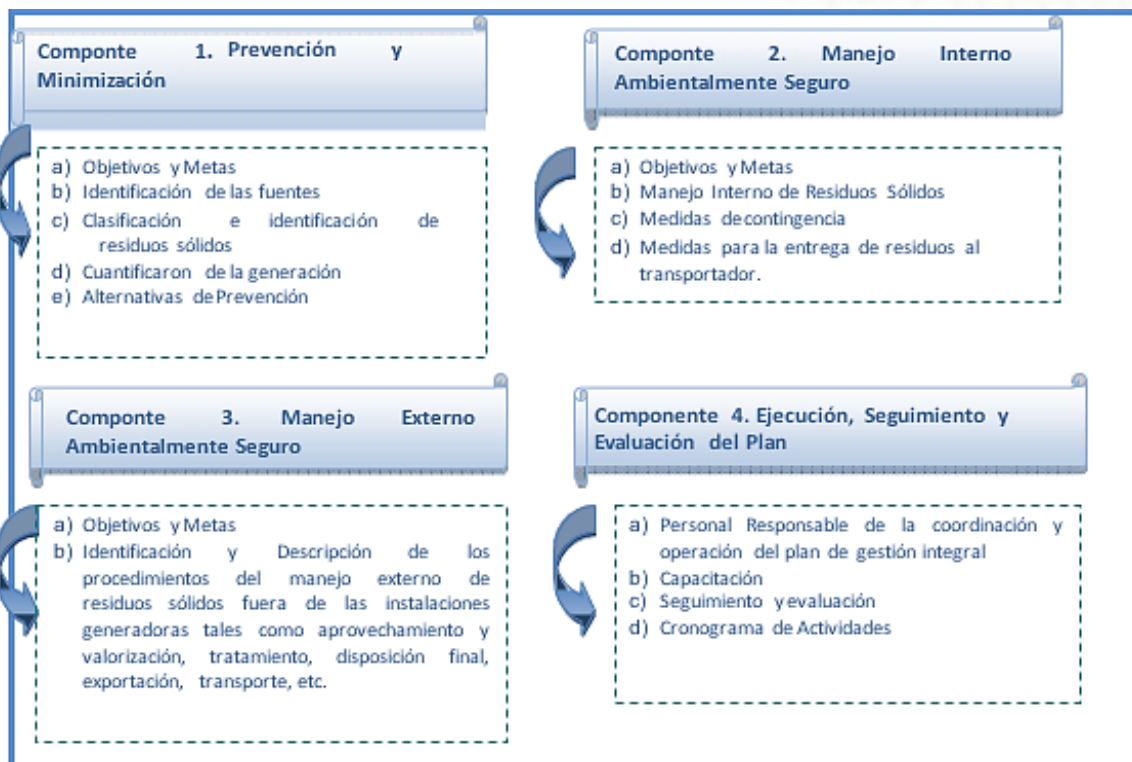 Componte 1. Prevención y
Minimización
a) Objetivos y Metas
b) Identificación de las fuentes
c) Clasificación e identificación de
residuos sólidos
d) Cuantificaron de la generación
e) Alternativas de Prevención
Componte 2. Manejo Interno
Ambientalmente Seguro
a) Objetivos y Metas
b) Manejo Interno de Residuos Sólidos
c) Medidas de contingencia
d) Medidas para la entrega de residuos al
transportador.
Componte 3. Manejo Externo
Ambientalmente Seguro
a) Objetivos y Metas
b) Identificación y Descripción de los
procedimientos del manejo externo de
residuos sólidos fuera de las instalaciones
generadoras tales como aprovechamiento y
valorización, tratamiento, disposición final,
exportación, transporte, etc.
Componente 4. Ejecución, Seguimiento y
Evaluación del Plan
a) Personal Responsable de la coordinación y
operación del plan de gestión integral
b) Capacitación
c) Seguimiento y evaluación
d) Cronograma de Actividades